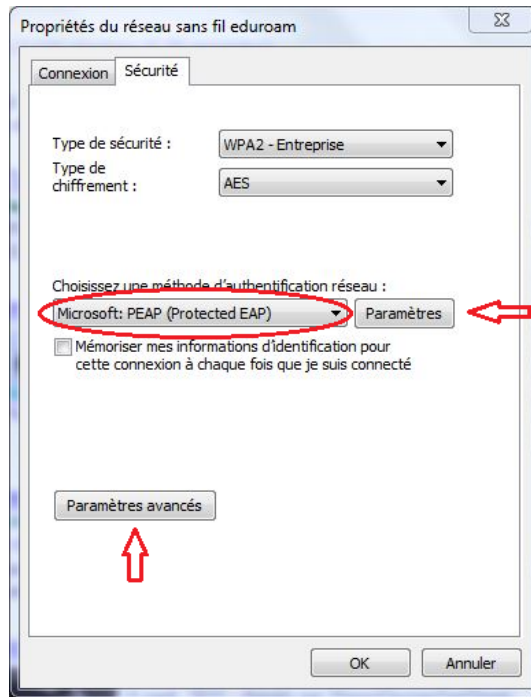 Propriétés du réseau sans fil eduroam
Connexion Sécurité
Type de sécurité : WPA2 - Entreprise
Type de
chiffrement : AES
Choisissez une méthode d'authentification réseau :
Microsoft: PEAP (Protected EAP) Paramètres
Mémoriser mes informations d'identification pour
cette connexion à chaque fois que je suis connecté
Paramètres avancés
OK Annuler